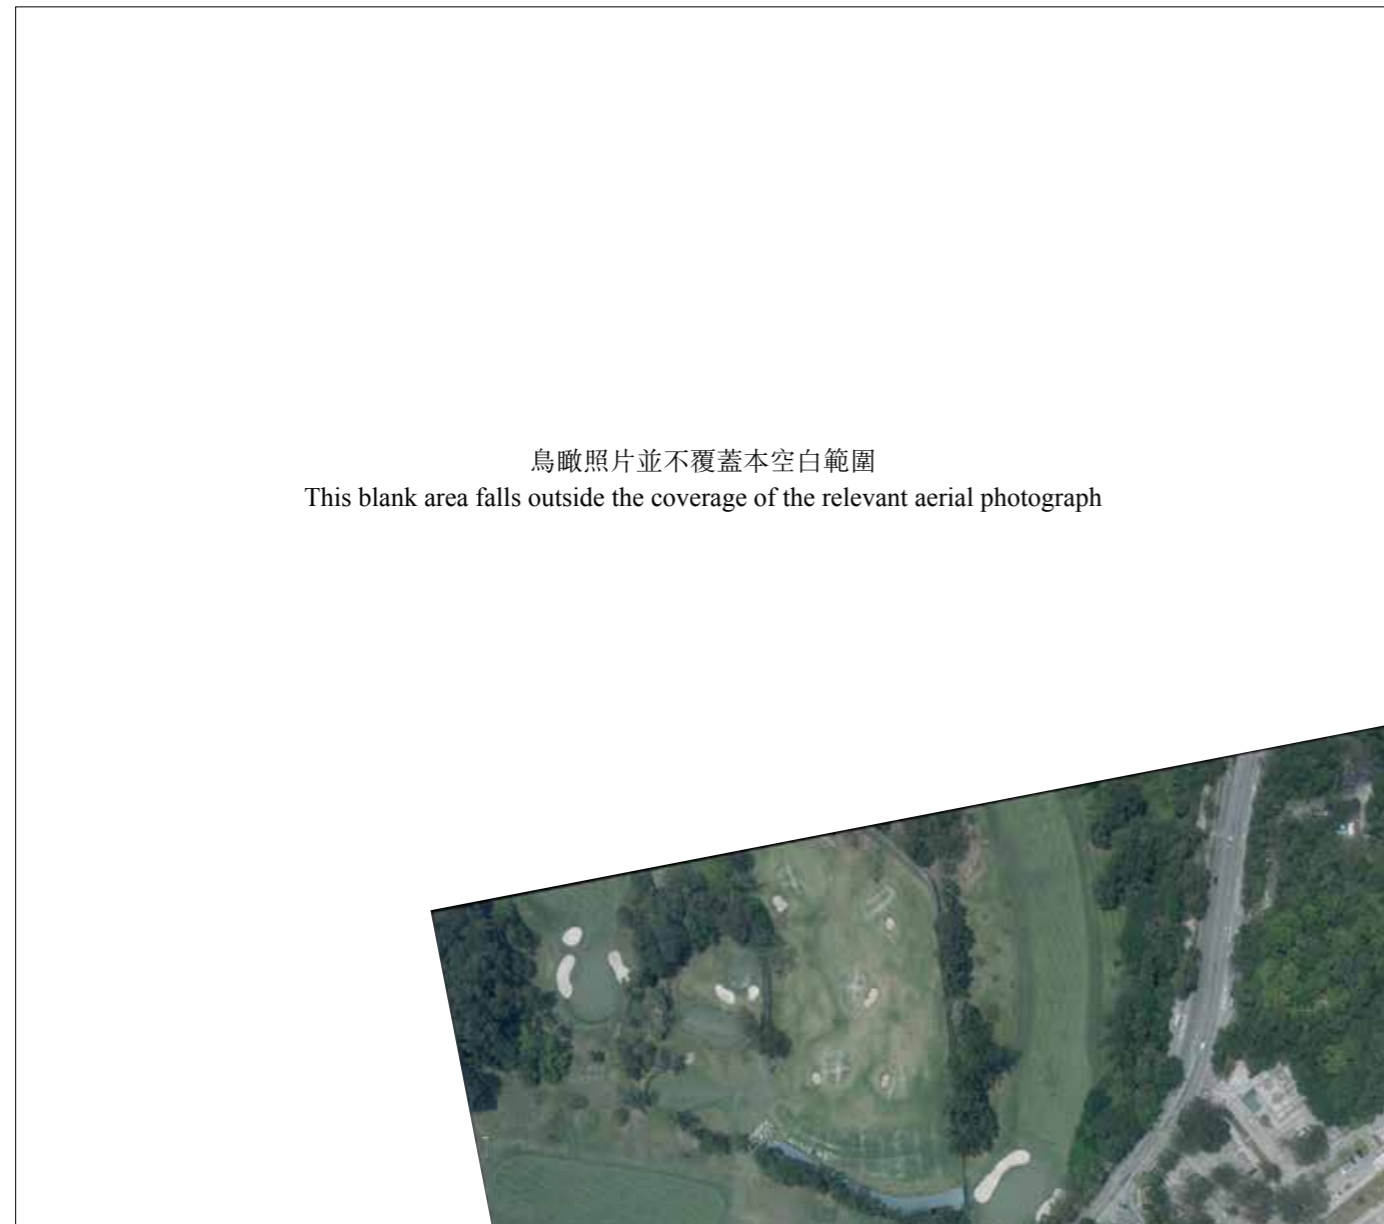 鳥瞰照片並不覆蓋本空白範圍
This blank area falls outside the coverage of the relevant aerial photograph